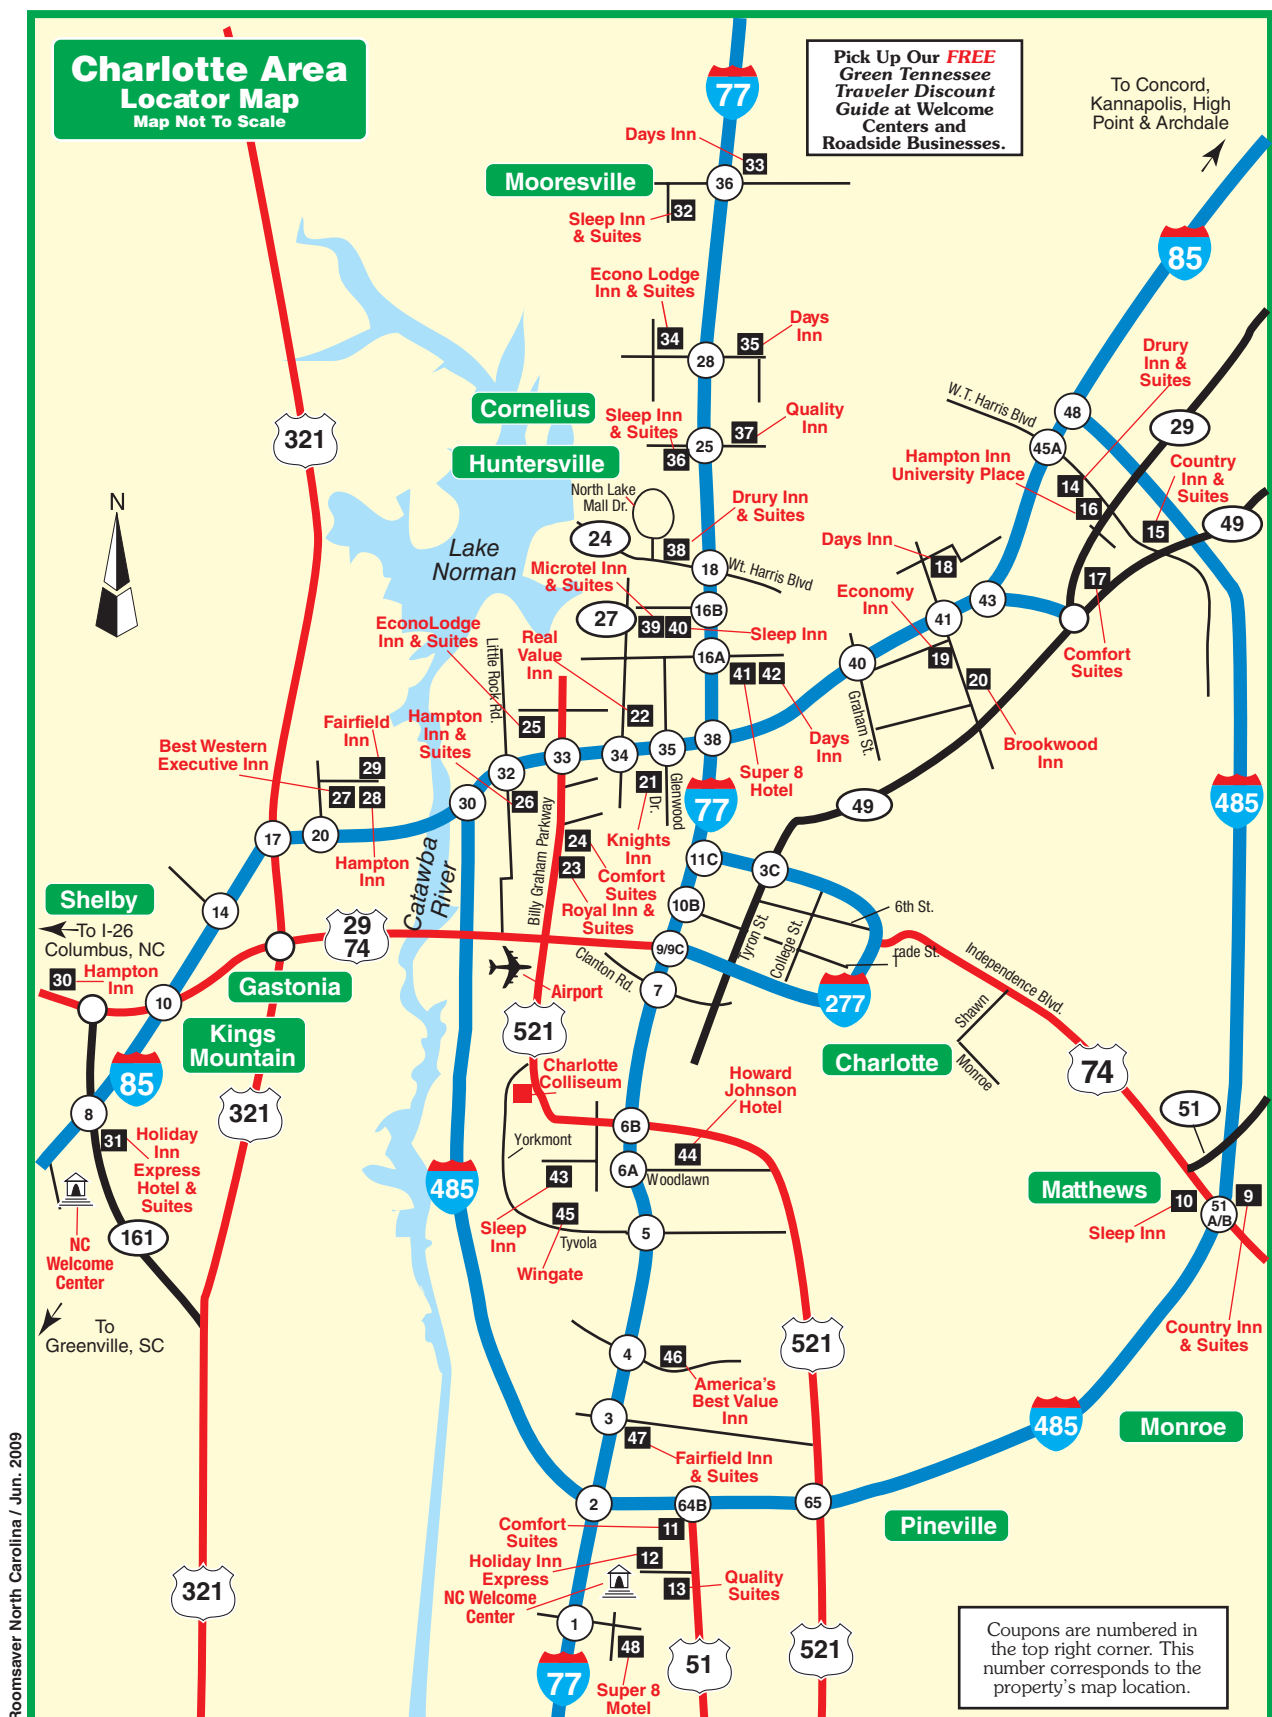 Charlotte Area
Locator Map
Map Not To Scale
Pick Up Our FREE
Green Tennessee
Traveler Discount
Guide at Welcome
Centers and
Roadside Businesses.
To Concord,
Kannapolis, High
Point & Archdale
77
Days Inn
33
Mooresville
36
32
Sleep Inn
& Suites
85
Econo Lodge
Inn & Suites
34
35
Days
Inn
28
Drury
Inn &
Suites
W.T. Harris Blvd
48
29
321
Cornelius
Sleep Inn
& Suites
36
25
37
Quality
Inn
45A
Huntersville
Hampton Inn
University Place
14
16
Country
Inn &
Suites
15
49
North Lake
Mall Dr.
Drury Inn
& Suites
N
24
38
Lake
Norman
18
Wt. Harris Blvd
Days Inn
18
Microtel Inn
& Suites
16B
27
39
40
Sleep Inn
Economy
Inn
43
17
41
Comfort
Suites
EconoLodge
Inn & Suites
Real
Value
Inn
Little Rock Rd.
16A
41
42
40
19
20
Graham St.
Brookwood
Inn
25
22
Hampton
Inn &
Suites
Fairfield
Inn
29
Best Western
Executive Inn
27
28
38
35
34
33
32
Days
Inn
Super 8
Hotel
485
26
21
Glenwood
Dr.
77
49
30
17
20
Hampton
Inn
Catawba
River
Billy Graham Parkway
24
Knights
Inn
Comfort
Suites
23
Royal Inn &
Suites
11C
3C
10B
14
Shelby
To I-26
Columbus, NC
29
74
6th St.
Tyron St.
College St.
rade St.
Independence Blvd.
9/9C
30
Hampton
Inn
Gastonia
Airport
Clanton Rd.
7
277
Shawn
Monroe
10
Kings
Mountain
521
Charlotte
74
85
321
Charlotte
Colliseum
Howard
Johnson
Hotel
51
8
31
Holiday
Inn
Express
Hotel &
Suites
6B
Yorkmont
44
6A
Woodlawn
43
485
Matthews
10
9
51
A/B
Sleep Inn
Sleep
Inn
45
Tyvola
5
Wingate
161
NC
Welcome
Center
To
Greenville, SC
Country Inn
& Suites
521
4
46
America's
Best Value
Inn
3
47
Fairfield Inn
& Suites
485
Monroe
2
64B
65
Pineville
Comfort
Suites
11
Holiday Inn
Express
12
NC Welcome
Center
13
Quality
Suites
321
1
48
51
521
77
Super 8
Motel
Coupons are numbered in
the top right corner. This
number corresponds to the
property's map location.
Roomsaver North Carolina / Jun. 2009